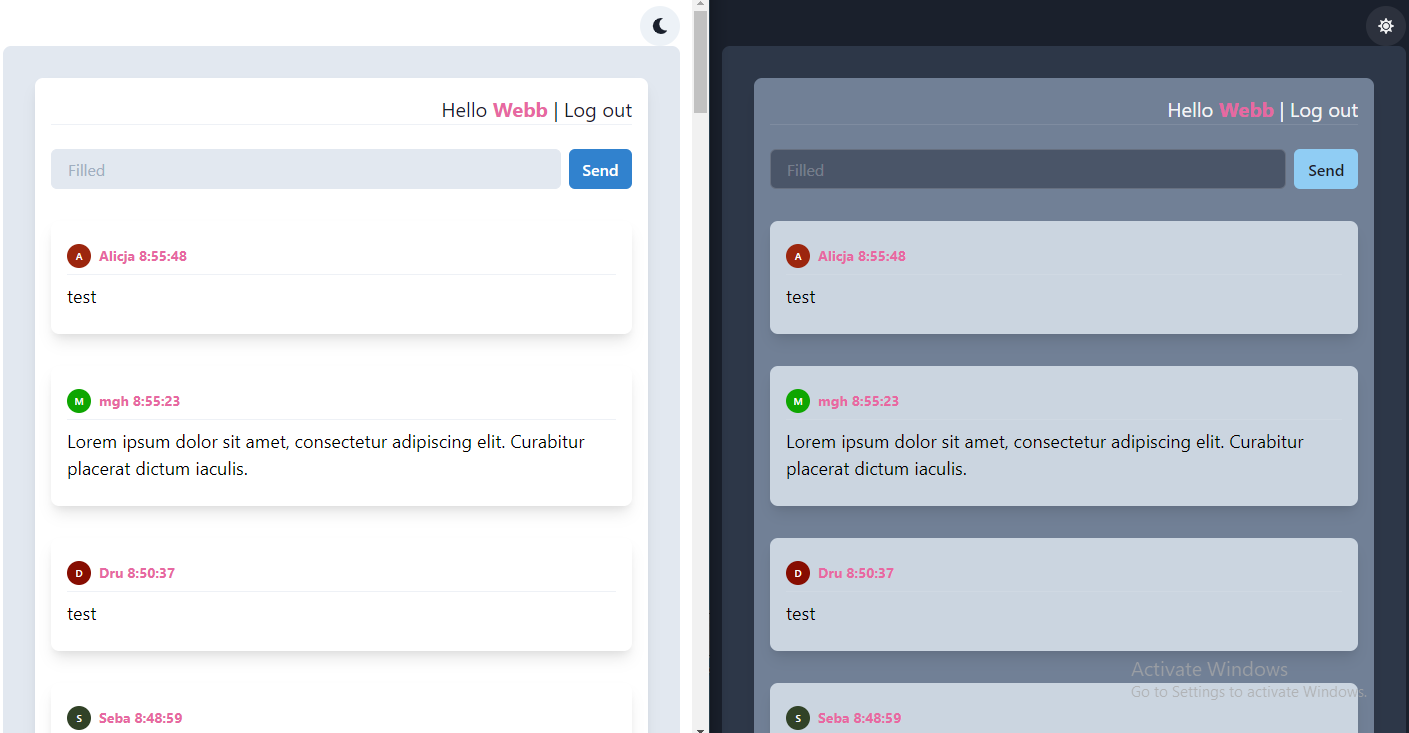 Hello Webb | Log out
Filled
Send
A Alicja 8:55:48
test
M mgh 8:55:23
Lorem ipsum dolor sit amet, consectetur adipiscing elit. Curabitur
placerat dictum iaculis.
D Dru 8:50:37
test
S Seba 8:48:59
Hello Webb | Log out
Filled
Send
A Alicja 8:55:48
test
M mgh 8:55:23
Lorem ipsum dolor sit amet, consectetur adipiscing elit. Curabitur
placerat dictum iaculis.
D Dru 8:50:37
test
Activate Windows
Go to Settings to activate Windows.
S Seba 8:48:59